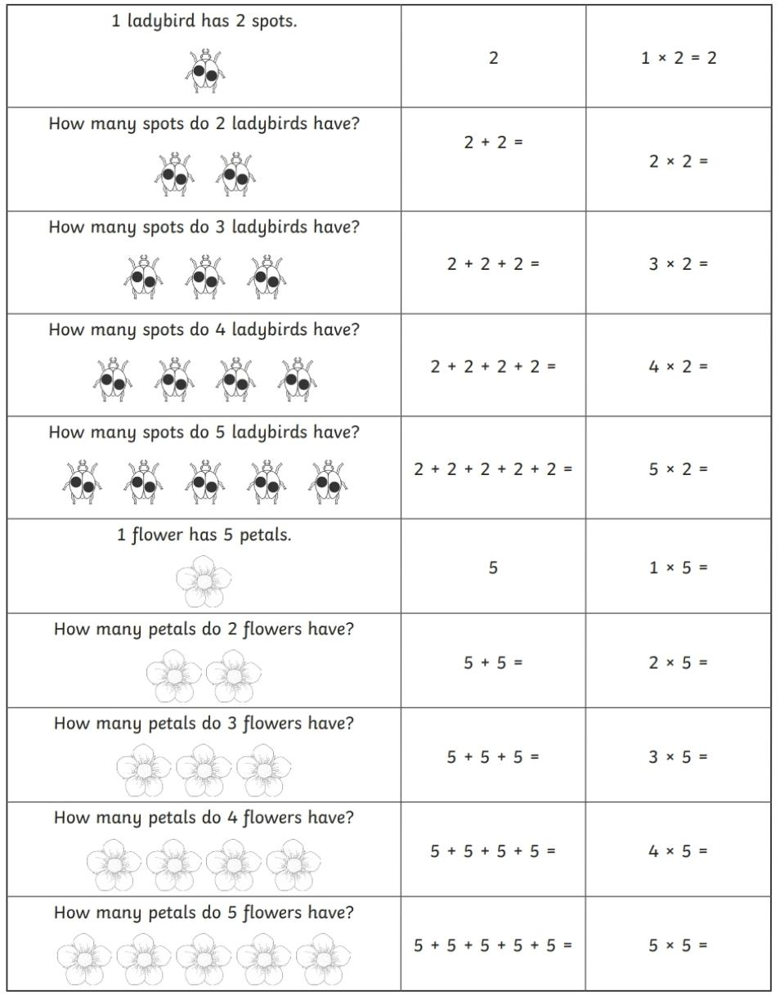 1 ladybird has 2 spots.
2
1 × 2 = 2
How many spots do 2 ladybirds have?
2 + 2 =
2 × 2 =
How many spots do 3 ladybirds have?
2 + 2 + 2 =
3 × 2 =
How many spots do 4 ladybirds have?
2 + 2 + 2 + 2 =
4 × 2 =
How many spots do 5 ladybirds have?
2 + 2 + 2 + 2 + 2 =
5 × 2 =
1 flower has 5 petals.
5
1 × 5 =
How many petals do 2 flowers have?
5 + 5 =
2 × 5 =
How many petals do 3 flowers have?
5 + 5 + 5 =
3 × 5 =
How many petals do 4 flowers have?
5 + 5 + 5 + 5 =
4 × 5 =
How many petals do 5 flowers have?
5 + 5 + 5 + 5 + 5 =
5 × 5 =